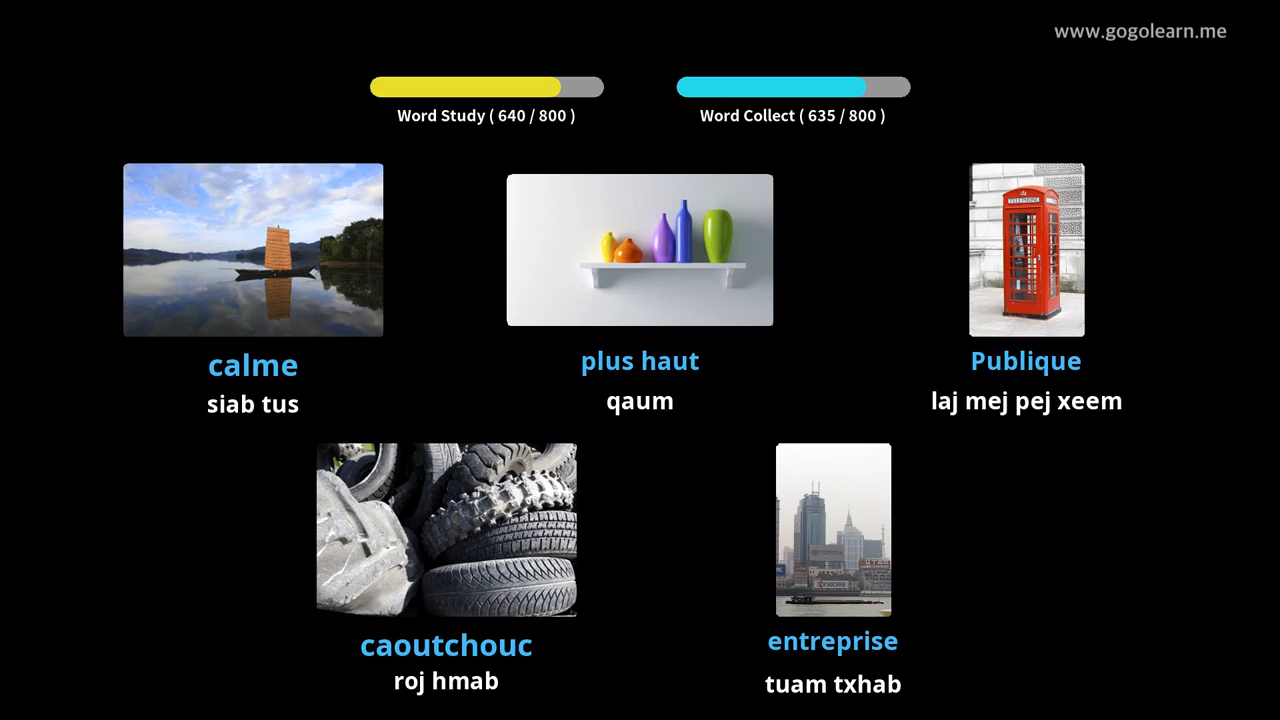 www.gogolearn.me
Word Study ( 640 / 800 )
Word Collect ( 635 / 800 )
TELEPHONE
calme
siab tus
plus haut
qaum
Publique
laj mej pej xeem
caoutchouc
roj hmab
entreprise
tuam txhab